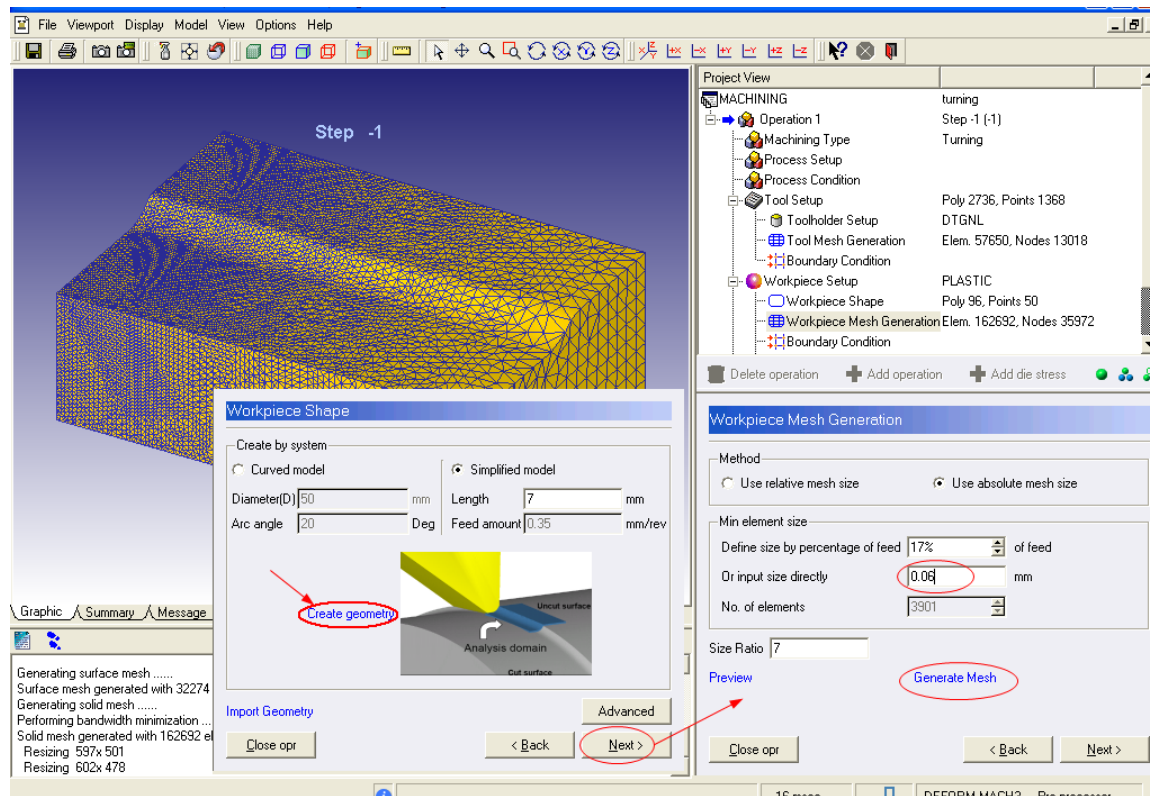 File Viewport Display Model View Options Help
Step -1
Project View
MACHINING turning
Operation 1 Step -1 (-1)
Machining Type Turning
Process Setup
Process Condition
Tool Setup Poly 2736, Points 1368
Toolholder Setup DTGNL
Tool Mesh Generation Elem. 57650, Nodes 13018
Boundary Condition
Workpiece Setup PLASTIC
Workpiece Shape Poly 96, Points 50
Workpiece Mesh Generation Elem. 162692, Nodes 35972
Boundary Condition
Delete operation Add operation Add die stress
Workpiece Shape
Create by system
Curved model Simplified model
Diameter(D) 50 mm Length 7 mm
Arc angle 20 Deg Feed amount 0.35 mm/rev
Create geometry
Uncut surface
Analysis domain
Cut surface
Import Geometry Advanced
Close opr < Back Next >
Workpiece Mesh Generation
Method
Use relative mesh size Use absolute mesh size
Min element size
Define size by percentage of feed 17% of feed
Or input size directly 0.06 mm
No. of elements 3901
Size Ratio 7
Preview Generate Mesh
Close opr < Back Next >
Graphic Summary Message
Generating surface mesh ......
Surface mesh generated with 32274
Generating solid mesh ......
Performing bandwidth minimization ...
Solid mesh generated with 162692 el
Resizing 597x 501
Resizing 602x 478